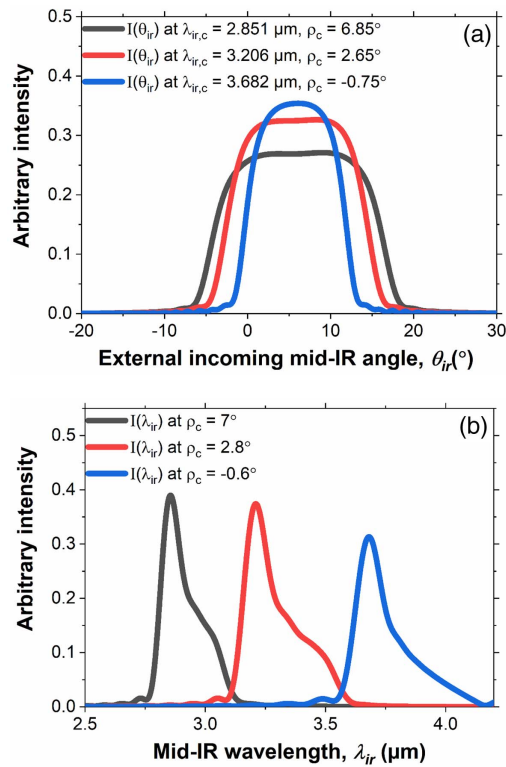 (a)
I(θir) at λir,c = 2.851 µm, ρc = 6.85°
I(θir) at λir,c = 3.206 µm, ρc = 2.65°
I(θir) at λir,c = 3.682 µm, ρc = -0.75°
Arbitrary intensity
0.5
0.4
0.3
0.2
0.1
0.0
-20 -10 0 10 20 30
External incoming mid-IR angle, θir(°)
(b)
I(λir) at ρc = 7°
I(λir) at ρc = 2.8°
I(λir) at ρc = -0.6°
Arbitrary intensity
0.5
0.4
0.3
0.2
0.1
0.0
2.5 3.0 3.5 4.0
Mid-IR wavelength, λir (µm)